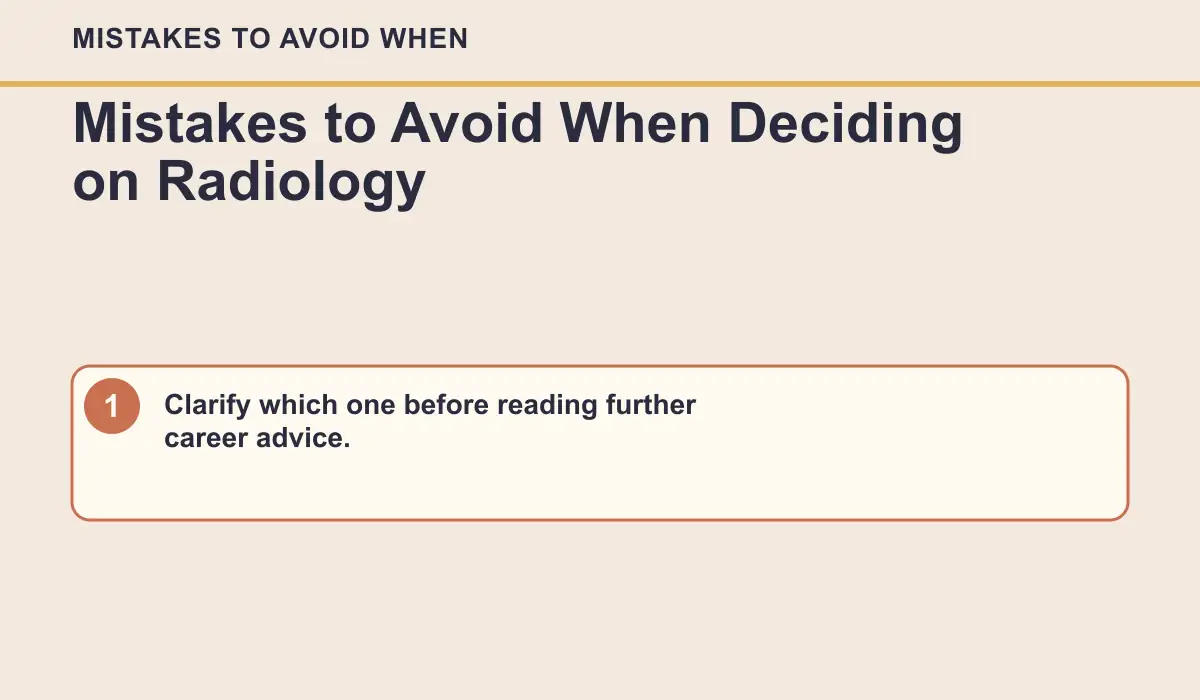 MISTAKES TO AVOID WHEN
Mistakes to Avoid When Deciding
on Radiology
1
Clarify which one before reading further
career advice.